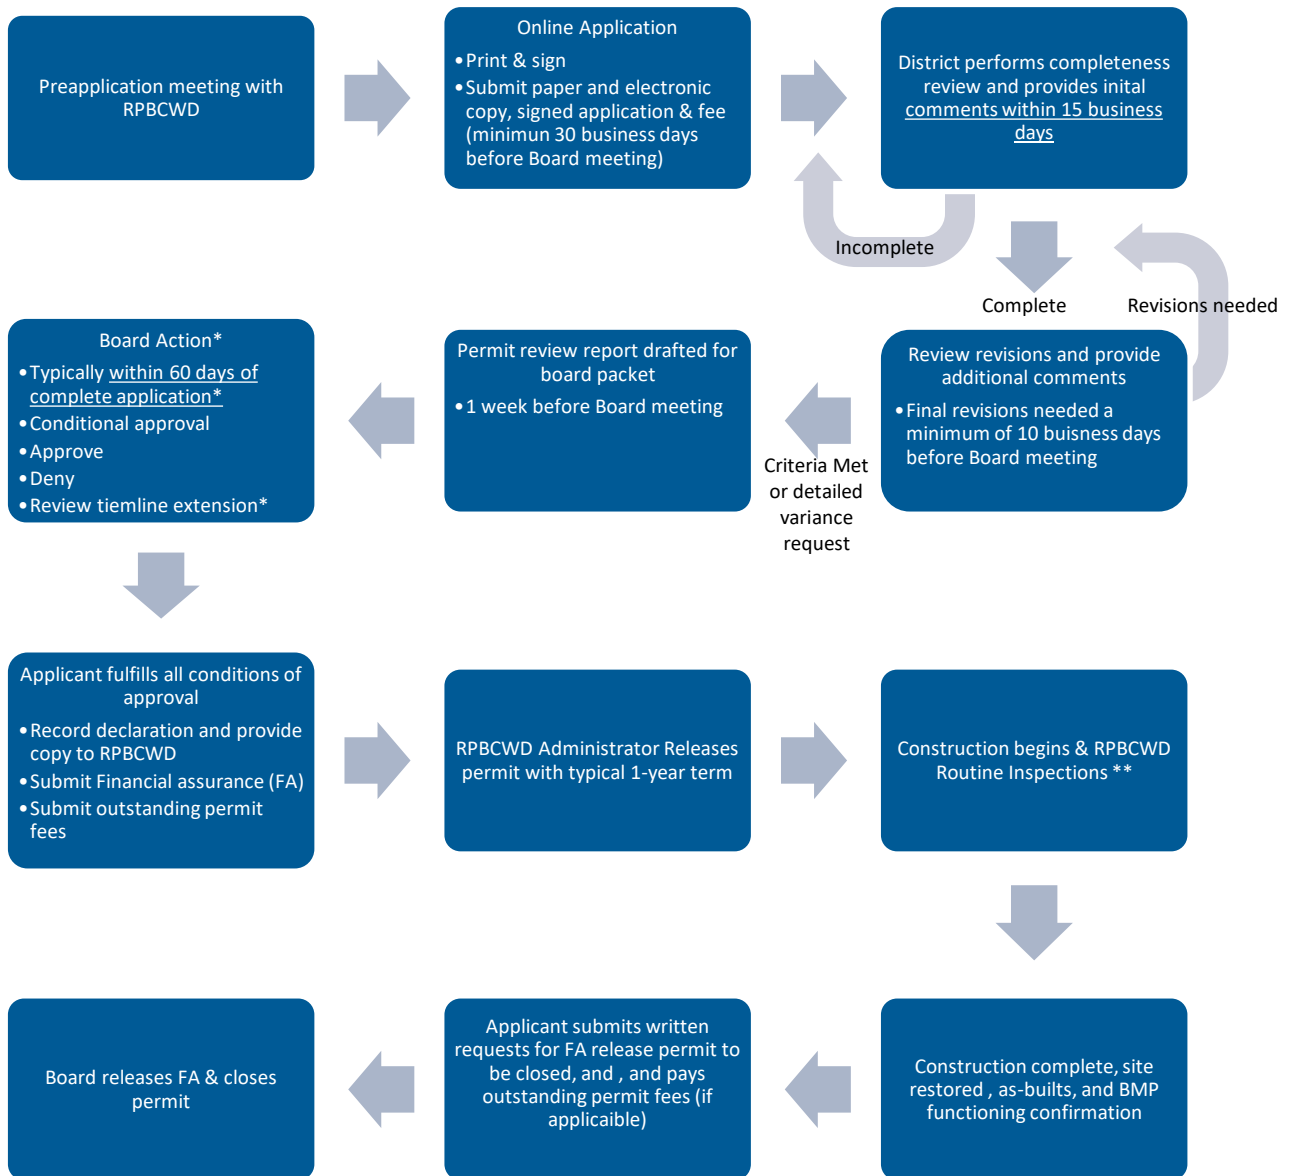 Preapplication meeting with
RPBCWD
Online Application
•Print & sign
•Submit paper and electronic
copy, signed application & fee
(minimun 30 business days
before Board meeting)
District performs completeness
review and provides inital
comments within 15 business
days
Incomplete
Complete
Revisions needed
Review revisions and provide
additional comments
• Final revisions needed a
minimum of 10 buisness days
before Board meeting
Criteria Met
or detailed
variance
request
Permit review report drafted for
board packet
•1 week before Board meeting
Board Action*
•Typically within 60 days of
complete application*
•Conditional approval
•Approve
•Deny
•Review tiemline extension*
Applicant fulfills all conditions of
approval
•Record declaration and provide
copy to RPBCWD
•Submit Financial assurance (FA)
•Submit outstanding permit
fees
RPBCWD Administrator Releases
permit with typical 1-year term
Construction begins & RPBCWD
Routine Inspections **
Construction complete, site
restored , as-builts, and BMP
functioning confirmation
Applicant submits written
requests for FA release permit to
be closed, and , and pays
outstanding permit fees (if
applicaible)
Board releases FA & closes
permit